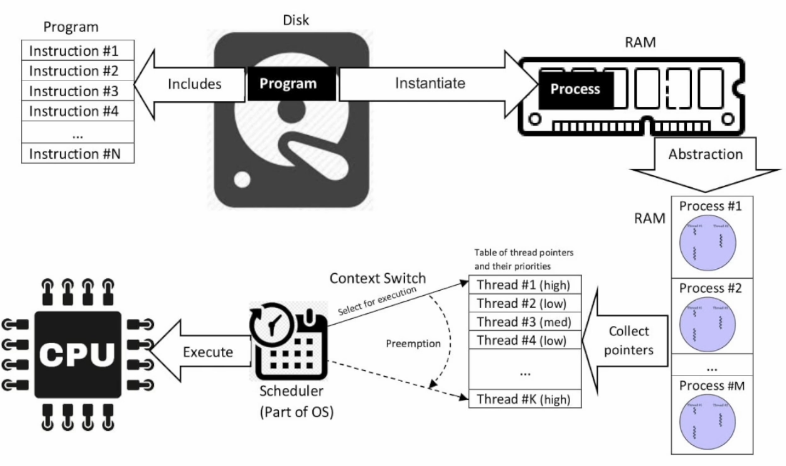 Program
Instruction #1
Instruction #2
Instruction #3
Instruction #4
...
Instruction #N
Includes
Disk
Program
Instantiate
RAM
Process
Abstraction
RAM
Process #1
Process #2
...
Process #M
Collect
pointers
Table of thread pointers
and their priorities
Thread #1 (high)
Thread #2 (low)
Thread #3 (med)
Thread #4 (low)
...
Thread #K (high)
Context Switch
Select for execution
Preemption
Scheduler
(Part of OS)
Execute
CPU